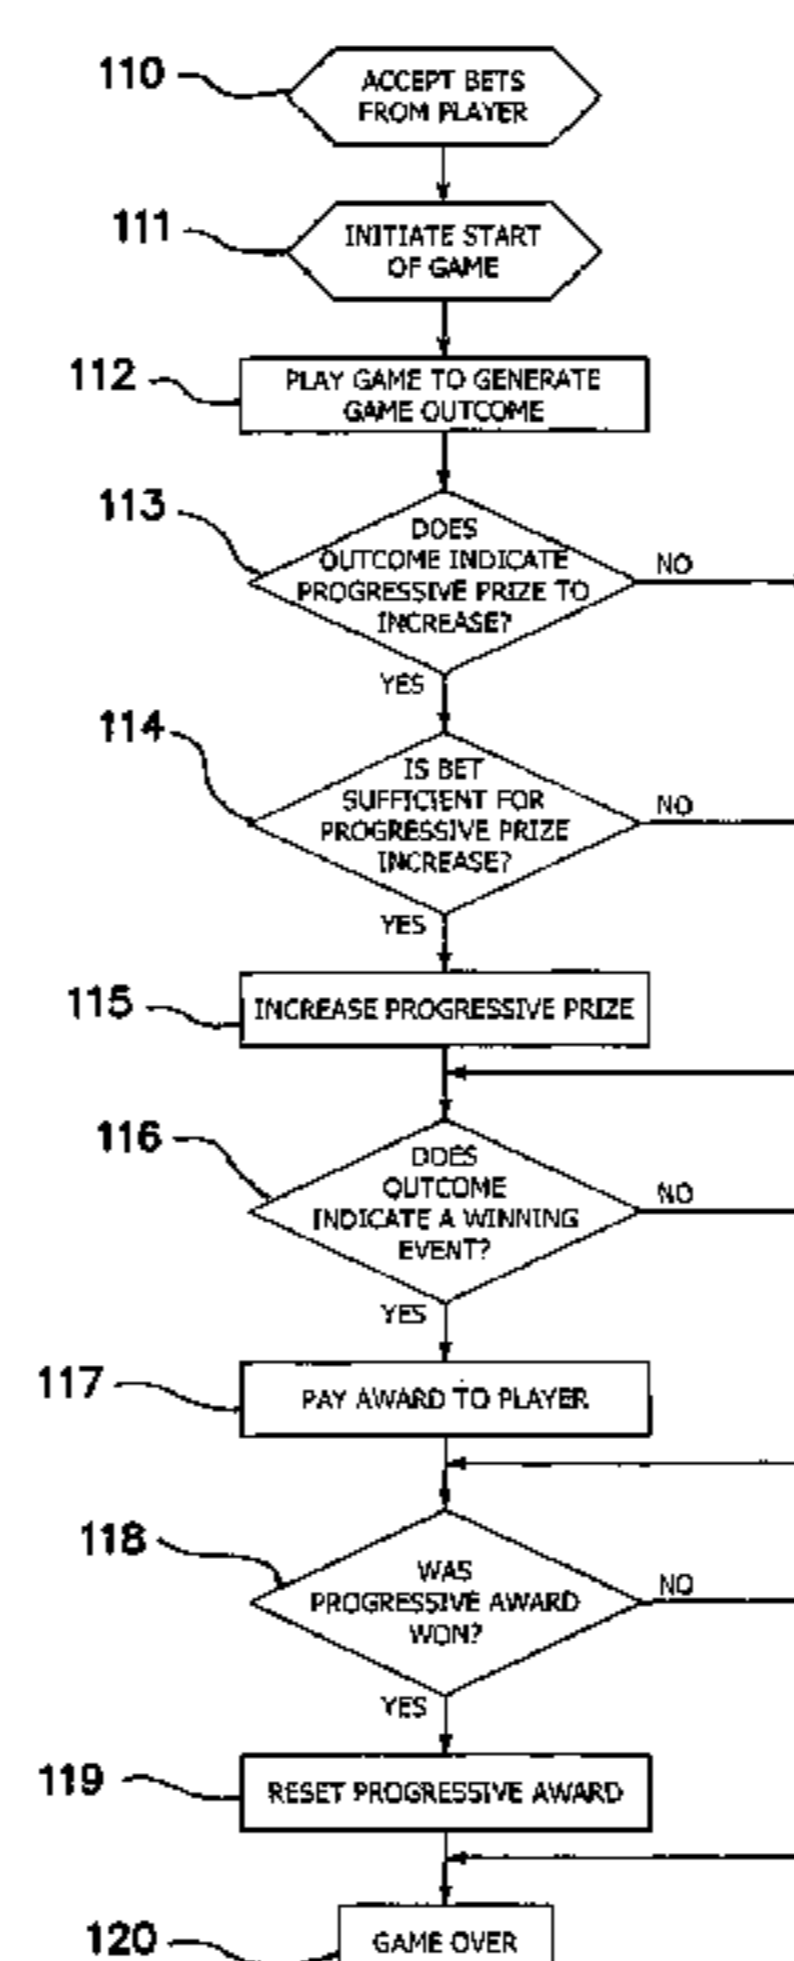 110
ACCEPT BETS
FROM PLAYER
111
INITIATE START
OF GAME
112
PLAY GAME TO GENERATE
GAME OUTCOME
113
DOES
OUTCOME INDICATE
PROGRESSIVE PRIZE TO
INCREASE?
NO
YES
114
IS BET
SUFFICIENT FOR
PROGRESSIVE PRIZE
INCREASE?
NO
YES
115
INCREASE PROGRESSIVE PRIZE
116
DOES
OUTCOME
INDICATE A WINNING
EVENT?
NO
YES
117
PAY AWARD TO PLAYER
118
WAS
PROGRESSIVE AWARD
WON?
NO
YES
119
RESET PROGRESSIVE AWARD
120
GAME OVER